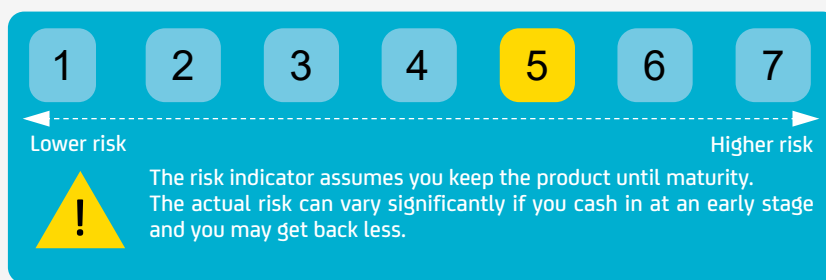 1 2 3 4 5 6 7
Lower risk Higher risk
!
The risk indicator assumes you keep the product until maturity.
The actual risk can vary significantly if you cash in at an early stage
and you may get back less.